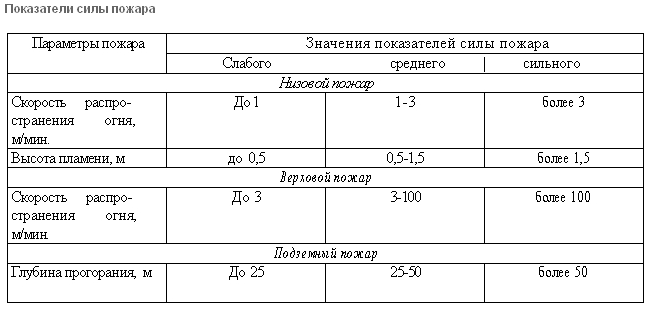 Показатели силы пожара
Параметры пожара
Значения показателей силы пожара
Слабого среднего сильного
Низовой пожар
Скорость распро-
странения огня,
м/мин.
До 1 1-3 более 3
Высота пламени, м до 0,5 0,5-1,5 более 1,5
Верховой пожар
Скорость распро-
странения огня,
м/мин.
До 3 3-100 более 100
Подземный пожар
Глубина прогорания, м До 25 25-50 более 50